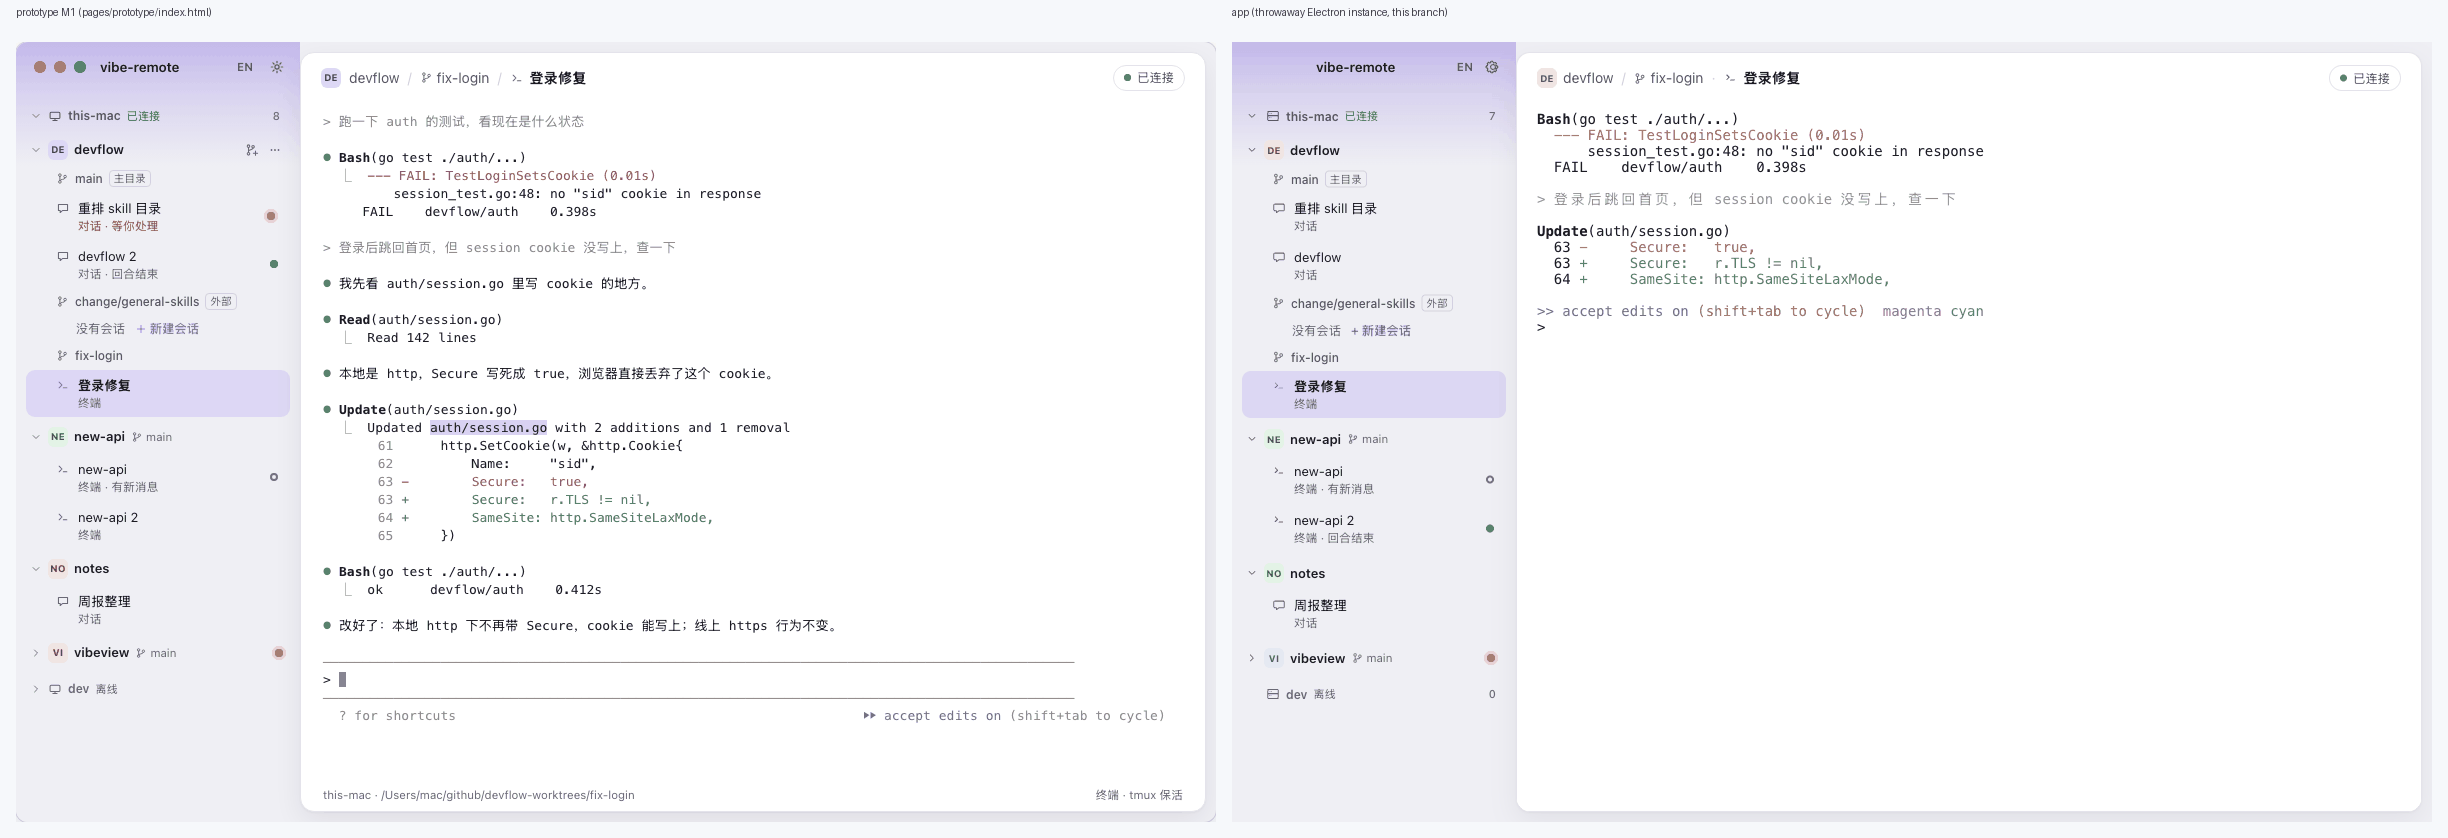 prototype M1 (pages/prototype/index.html)
vibe-remote EN
this-mac 已连接 8
DE devflow
main 主目录
重排 skill 目录
对话 · 等你处理
devflow 2
对话 · 回合结束
change/general-skills 外部
没有会话 + 新建会话
fix-login
登录修复
终端
NE new-api main
new-api
终端 · 有新消息
new-api 2
终端
NO notes
周报整理
对话
VI vibeview main
dev 离线
DE devflow / fix-login / >_ 登录修复
已连接
> 跑一下 auth 的测试，看现在是什么状态
● Bash(go test ./auth/...)
⎿ --- FAIL: TestLoginSetsCookie (0.01s)
session_test.go:48: no "sid" cookie in response
FAIL devflow/auth 0.398s
> 登录后跳回首页，但 session cookie 没写上，查一下
● 我先看 auth/session.go 里写 cookie 的地方。
● Read(auth/session.go)
⎿ Read 142 lines
● 本地是 http，Secure 写死成 true，浏览器直接丢弃了这个 cookie。
● Update(auth/session.go)
⎿ Updated auth/session.go with 2 additions and 1 removal
61 http.SetCookie(w, &http.Cookie{
62 Name: "sid",
63 - Secure: true,
63 + Secure: r.TLS != nil,
64 + SameSite: http.SameSiteLaxMode,
65 })
● Bash(go test ./auth/...)
⎿ ok devflow/auth 0.412s
● 改好了：本地 http 下不再带 Secure，cookie 能写上；线上 https 行为不变。
>
? for shortcuts ⏵⏵ accept edits on (shift+tab to cycle)
this-mac · /Users/mac/github/devflow-worktrees/fix-login 终端 · tmux 保活
app (throwaway Electron instance, this branch)
vibe-remote EN
this-mac 已连接 7
DE devflow
main 主目录
重排 skill 目录
对话
devflow
对话
change/general-skills 外部
没有会话 + 新建会话
fix-login
登录修复
终端
NE new-api main
new-api
终端 · 有新消息
new-api 2
终端 · 回合结束
NO notes
周报整理
对话
VI vibeview main
dev 离线 0
DE devflow / fix-login · >_ 登录修复
已连接
Bash(go test ./auth/...)
--- FAIL: TestLoginSetsCookie (0.01s)
session_test.go:48: no "sid" cookie in response
FAIL devflow/auth 0.398s
> 登录后跳回首页，但 session cookie 没写上，查一下
Update(auth/session.go)
63 - Secure: true,
63 + Secure: r.TLS != nil,
64 + SameSite: http.SameSiteLaxMode,
>> accept edits on (shift+tab to cycle) magenta cyan
>